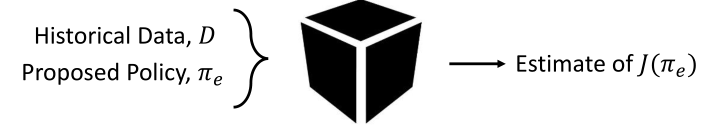 Historical Data, D
Proposed Policy, πₑ
Estimate of J(πₑ)